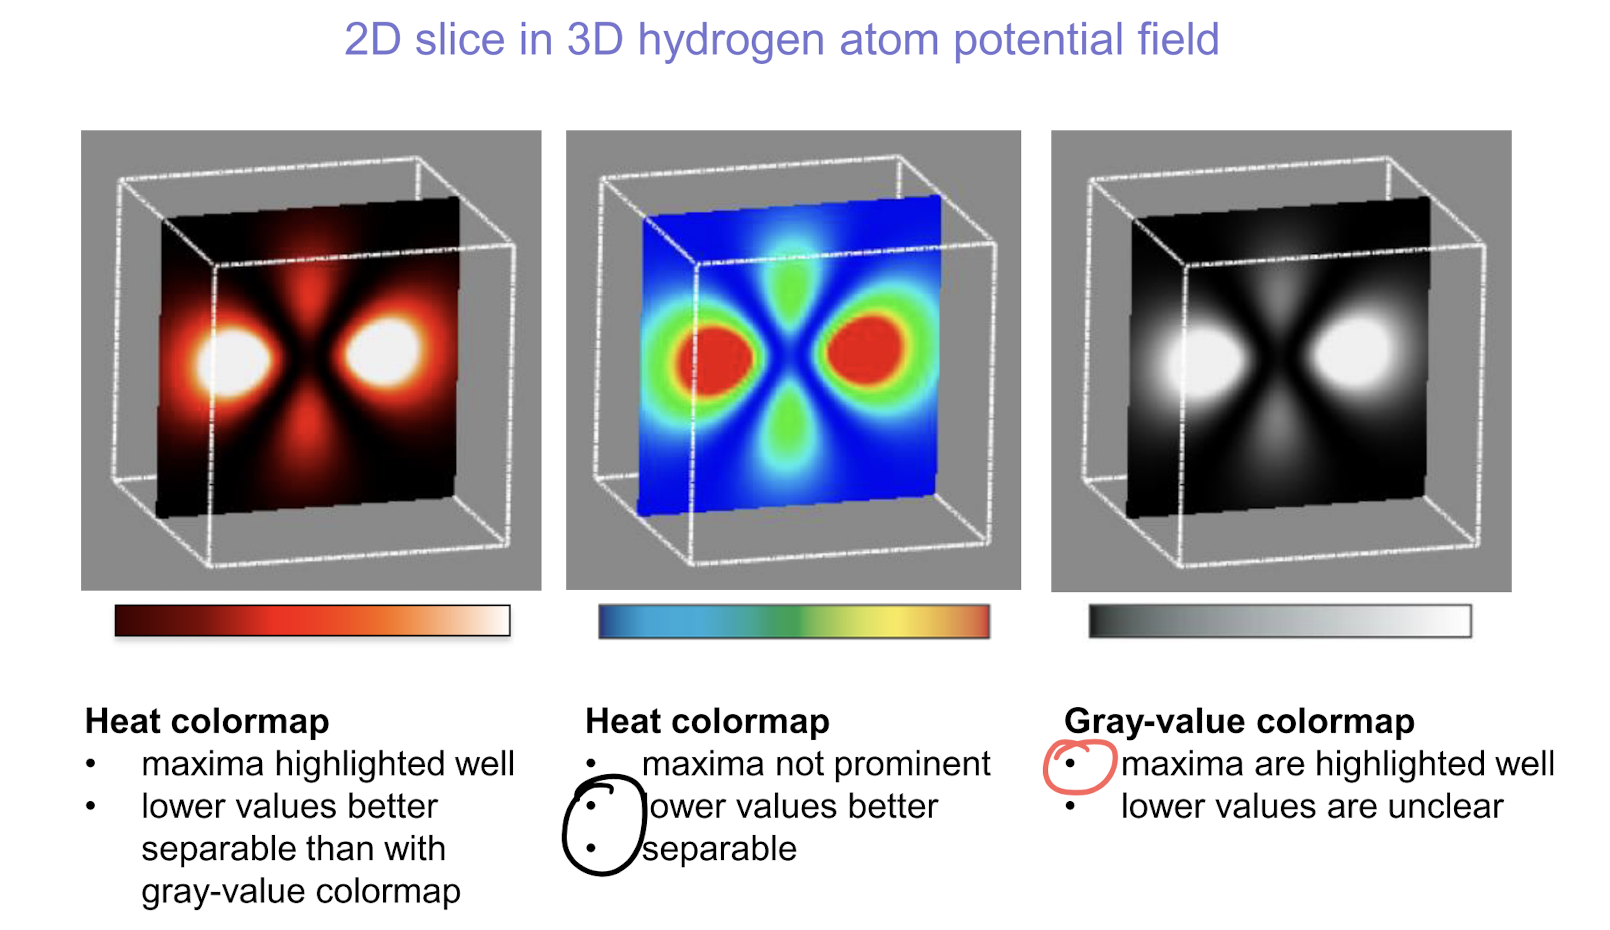 2D slice in 3D hydrogen atom potential field
Heat colormap
• maxima highlighted well
• lower values better
separable than with
gray-value colormap
Heat colormap
• maxima not prominent
• lower values better
• separable
Gray-value colormap
• maxima are highlighted well
• lower values are unclear